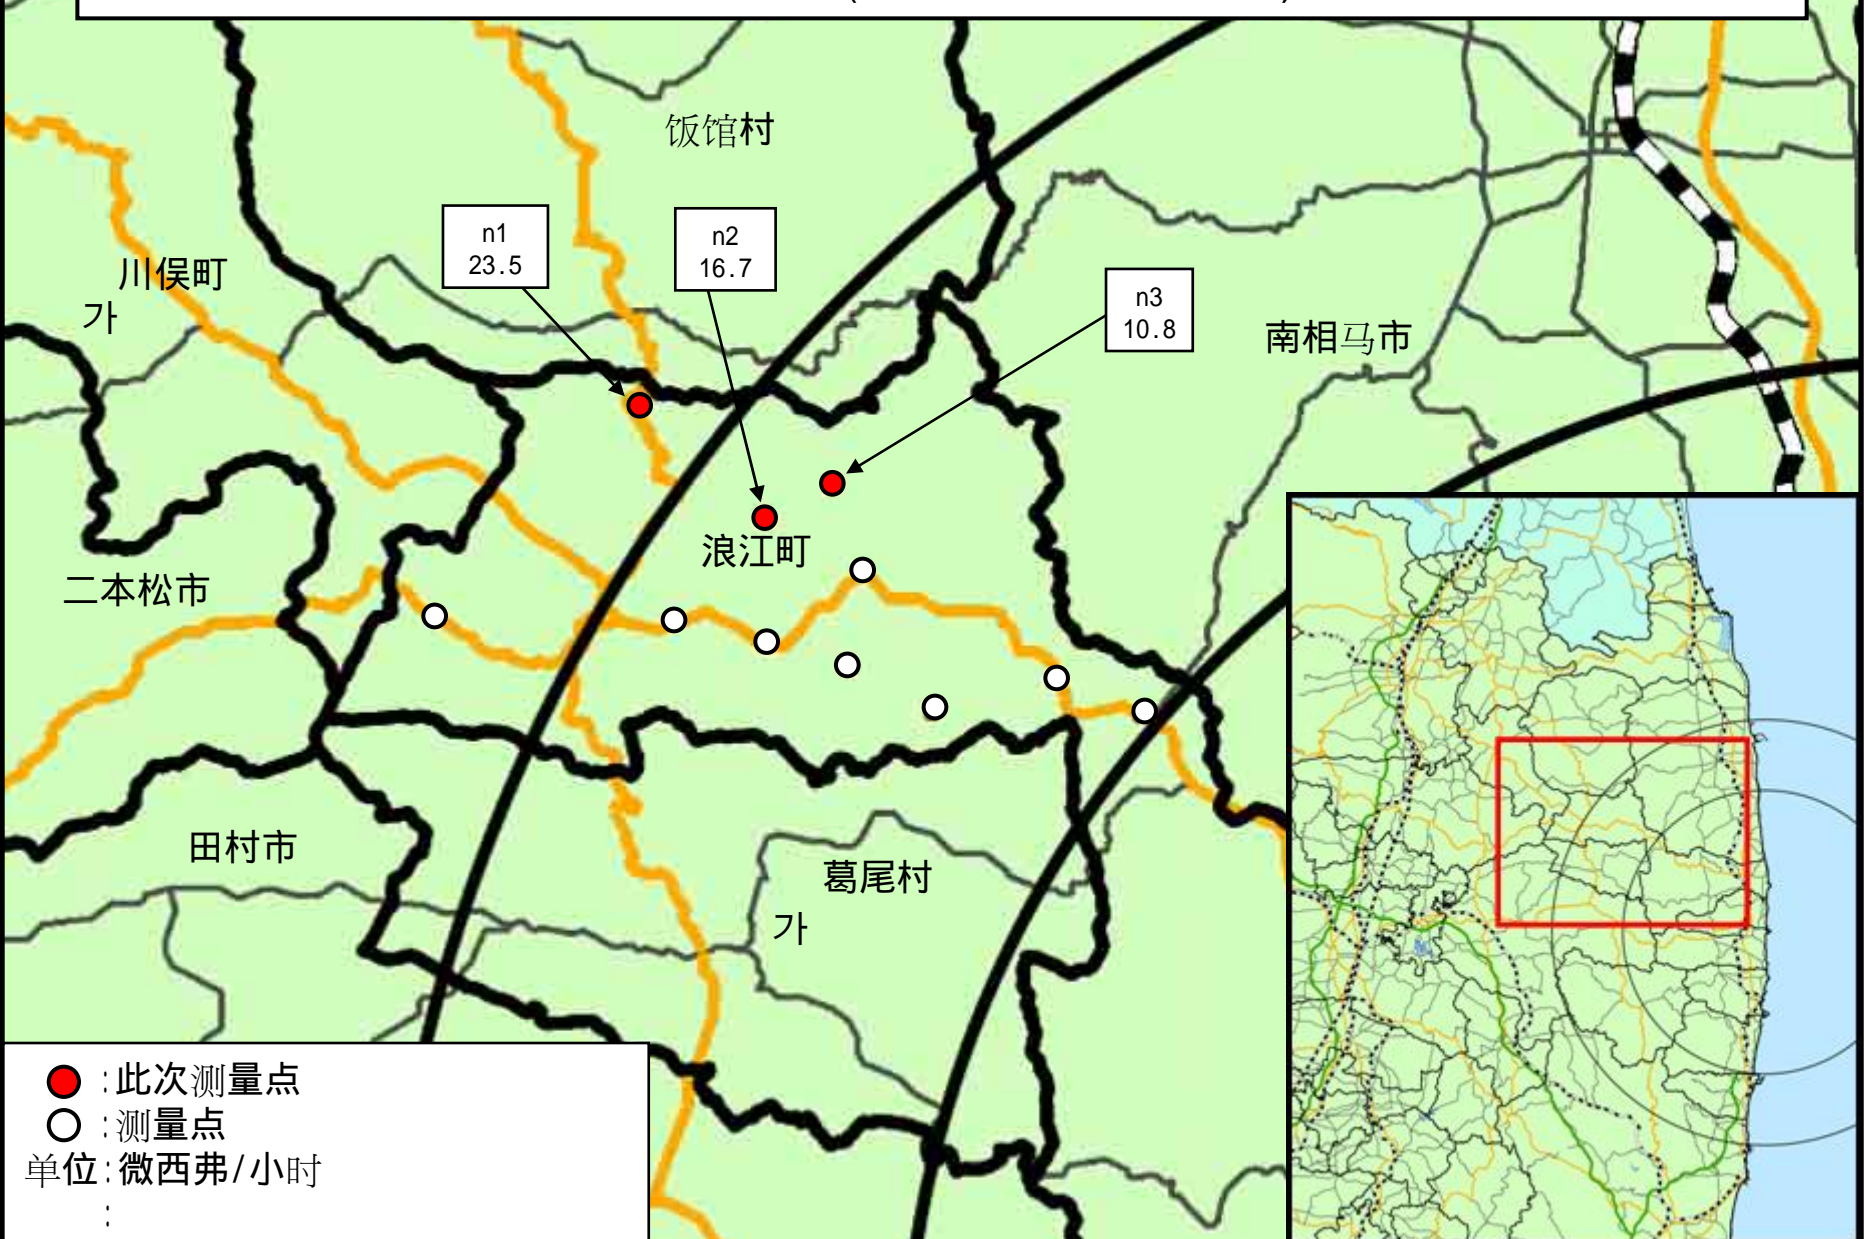 饭馆村
n1
23.5
n2
16.7
n3
10.8
川俣町
가
南相马市
浪江町
二本松市
田村市
葛尾村
가
:此次测量点
:测量点
单位:微西弗/小时
: